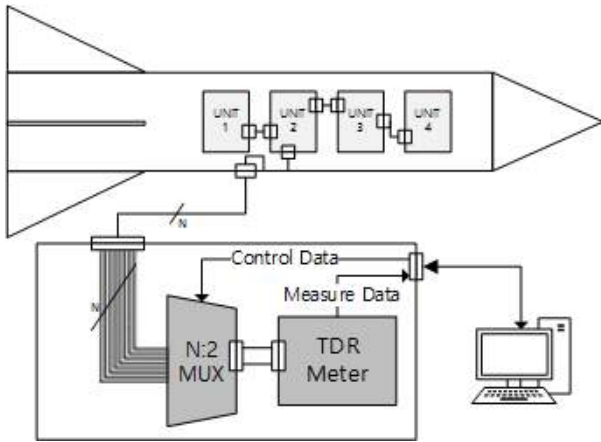 UNIT
1
UNIT
2
UNIT
3
UNIT
4
N
Control Data
Measure Data
N
N:2
MUX
TDR
Meter